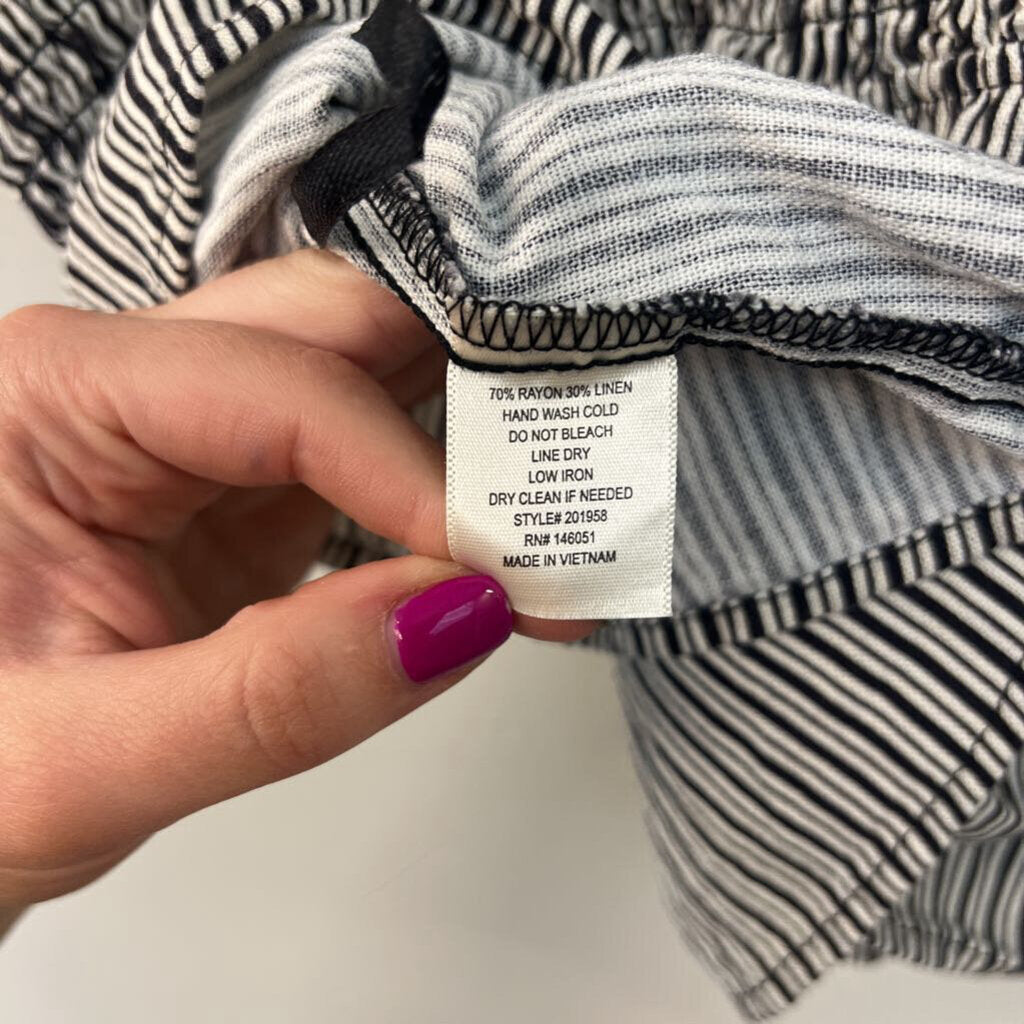 70% RAYON 30% LINEN
HAND WASH COLD
DO NOT BLEACH
LINE DRY
LOW IRON
DRY CLEAN IF NEEDED
STYLE# 201958
RN# 146051
MADE IN VIETNAM